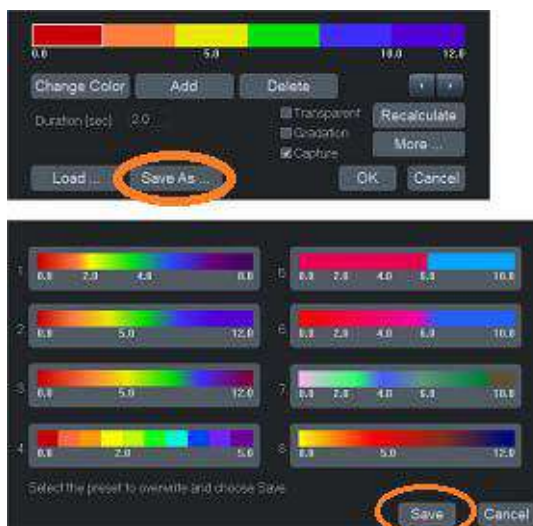 0.0 5.0 10.0 12.0
Change Color Add Delete
Duration [sec] 2.0
Transparent Recalculate
Gradation
Capture More ...
Load ... Save As ... OK Cancel
1 0.0 2.0 4.0 8.0
5 0.0 2.0 4.0 6.0 10.0
2 0.0 5.0 12.0
6 0.0 2.0 4.0 6.0 10.0
3 0.0 5.0 12.0
7 0.0 2.0 4.0 6.0 10.0
4 0.0 2.0 5.0
8 0.0 5.0 12.0
Select the preset to overwrite and choose Save.
Save Cancel